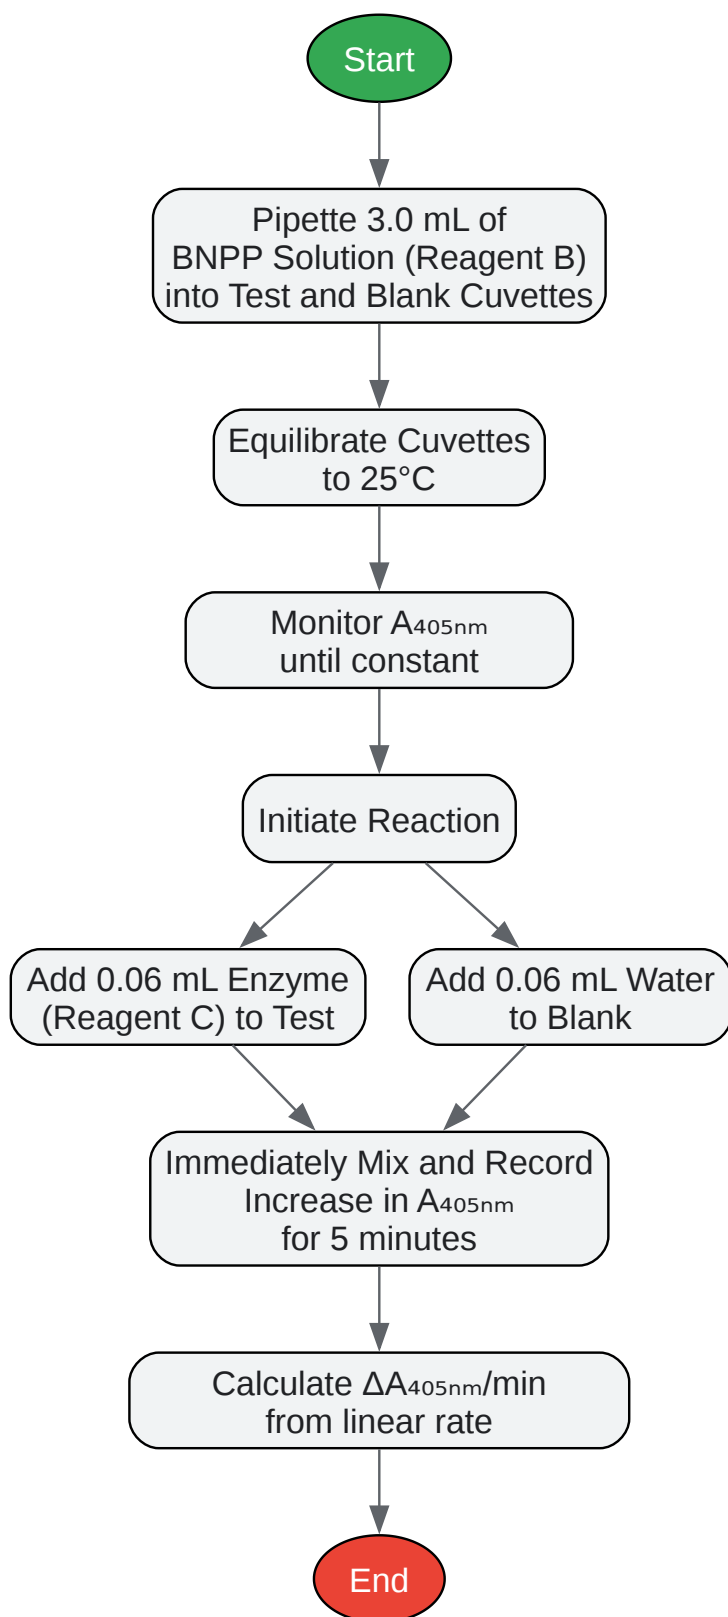 Start
Pipette 3.0 mL of
BNPP Solution (Reagent B)
into Test and Blank Cuvettes
Equilibrate Cuvettes
to 25°C
Monitor A₄₀₅ₙₘ
until constant
Initiate Reaction
Add 0.06 mL Enzyme
(Reagent C) to Test
Add 0.06 mL Water
to Blank
Immediately Mix and Record
Increase in A₄₀₅ₙₘ
for 5 minutes
Calculate ΔA₄₀₅ₙₘ/min
from linear rate
End